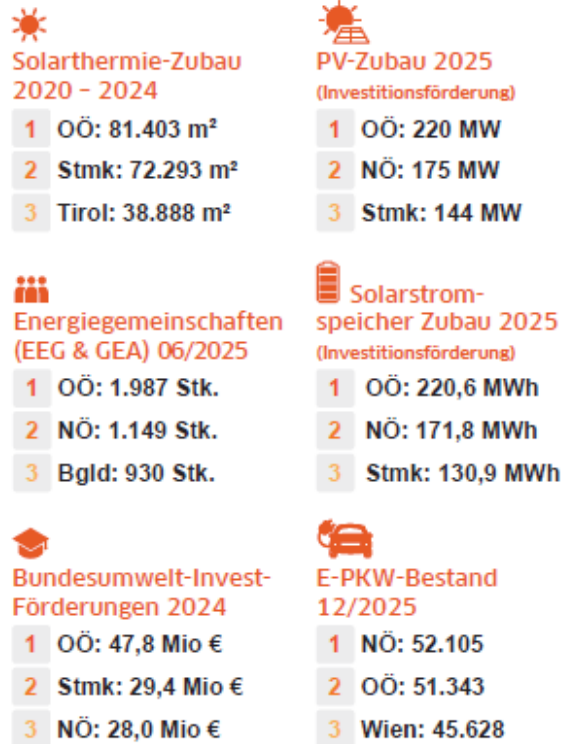 Solarthermie-Zubau
2020 – 2024
1 OÖ: 81.403 m²
2 Stmk: 72.293 m²
3 Tirol: 38.888 m²
PV-Zubau 2025
(Investitionsförderung)
1 OÖ: 220 MW
2 NÖ: 175 MW
3 Stmk: 144 MW
Energiegemeinschaften
(EEG & GEA) 06/2025
1 OÖ: 1.987 Stk.
2 NÖ: 1.149 Stk.
3 Bgld: 930 Stk.
Solarstrom-
speicher Zubau 2025
(Investitionsförderung)
1 OÖ: 220,6 MWh
2 NÖ: 171,8 MWh
3 Stmk: 130,9 MWh
Bundesumwelt-Invest-
Förderungen 2024
1 OÖ: 47,8 Mio €
2 Stmk: 29,4 Mio €
3 NÖ: 28,0 Mio €
E-PKW-Bestand
12/2025
1 NÖ: 52.105
2 OÖ: 51.343
3 Wien: 45.628